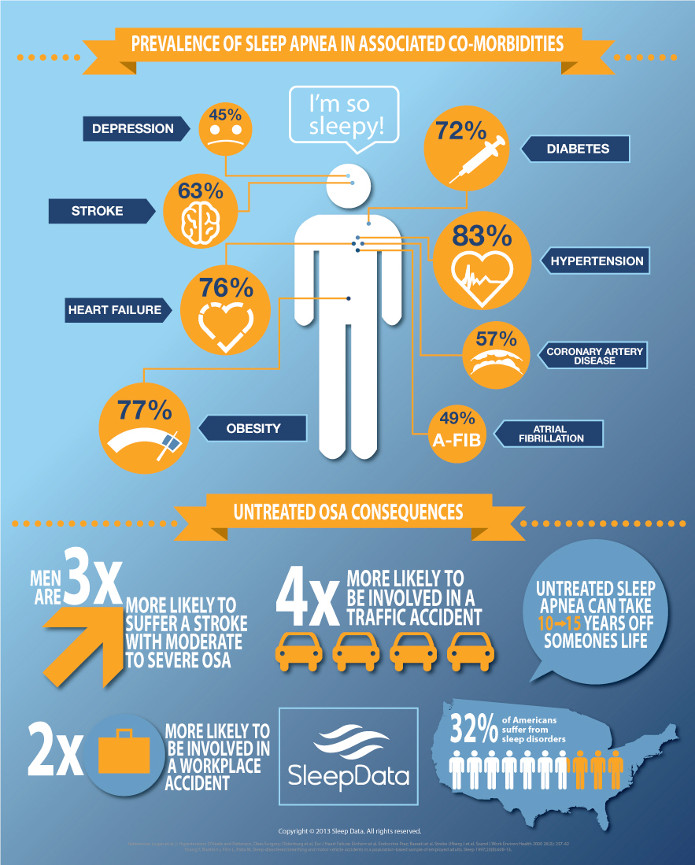 PREVALENCE OF SLEEP APNEA IN ASSOCIATED CO-MORBIDITIES
I'm so
sleepy!
45%
DEPRESSION
72%
DIABETES
63%
STROKE
83%
HYPERTENSION
76%
HEART FAILURE
57%
CORONARY ARTERY
DISEASE
77%
OBESITY
49%
A-FIB
ATRIAL
FIBRILLATION
UNTREATED OSA CONSEQUENCES
MEN
ARE
3x
MORE LIKELY TO
SUFFER A STROKE
WITH MODERATE
TO SEVERE OSA
4x
MORE LIKELY TO
BE INVOLVED IN A
TRAFFIC ACCIDENT
UNTREATED SLEEP
APNEA CAN TAKE
10➞15 YEARS OFF
SOMEONES LIFE
2x
MORE LIKELY TO
BE INVOLVED IN
A WORKPLACE
ACCIDENT
SleepData
32%
of Americans
suffer from
sleep disorders
Copyright © 2013 Sleep Data. All rights reserved.